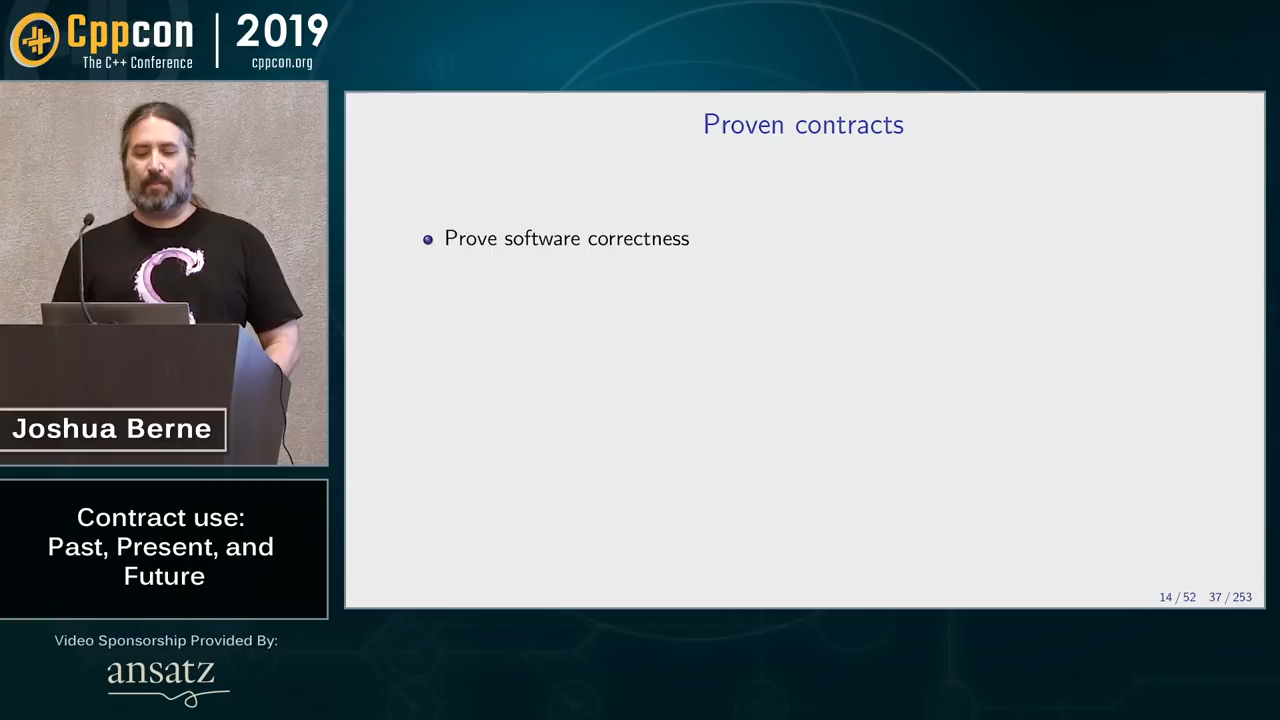 Cppcon
The C++ Conference
2019
cppcon.org
Proven contracts
Prove software correctness
14 / 52 37 / 253
Joshua Berne
Contract use:
Past, Present, and
Future
Video Sponsorship Provided By:
ansatz